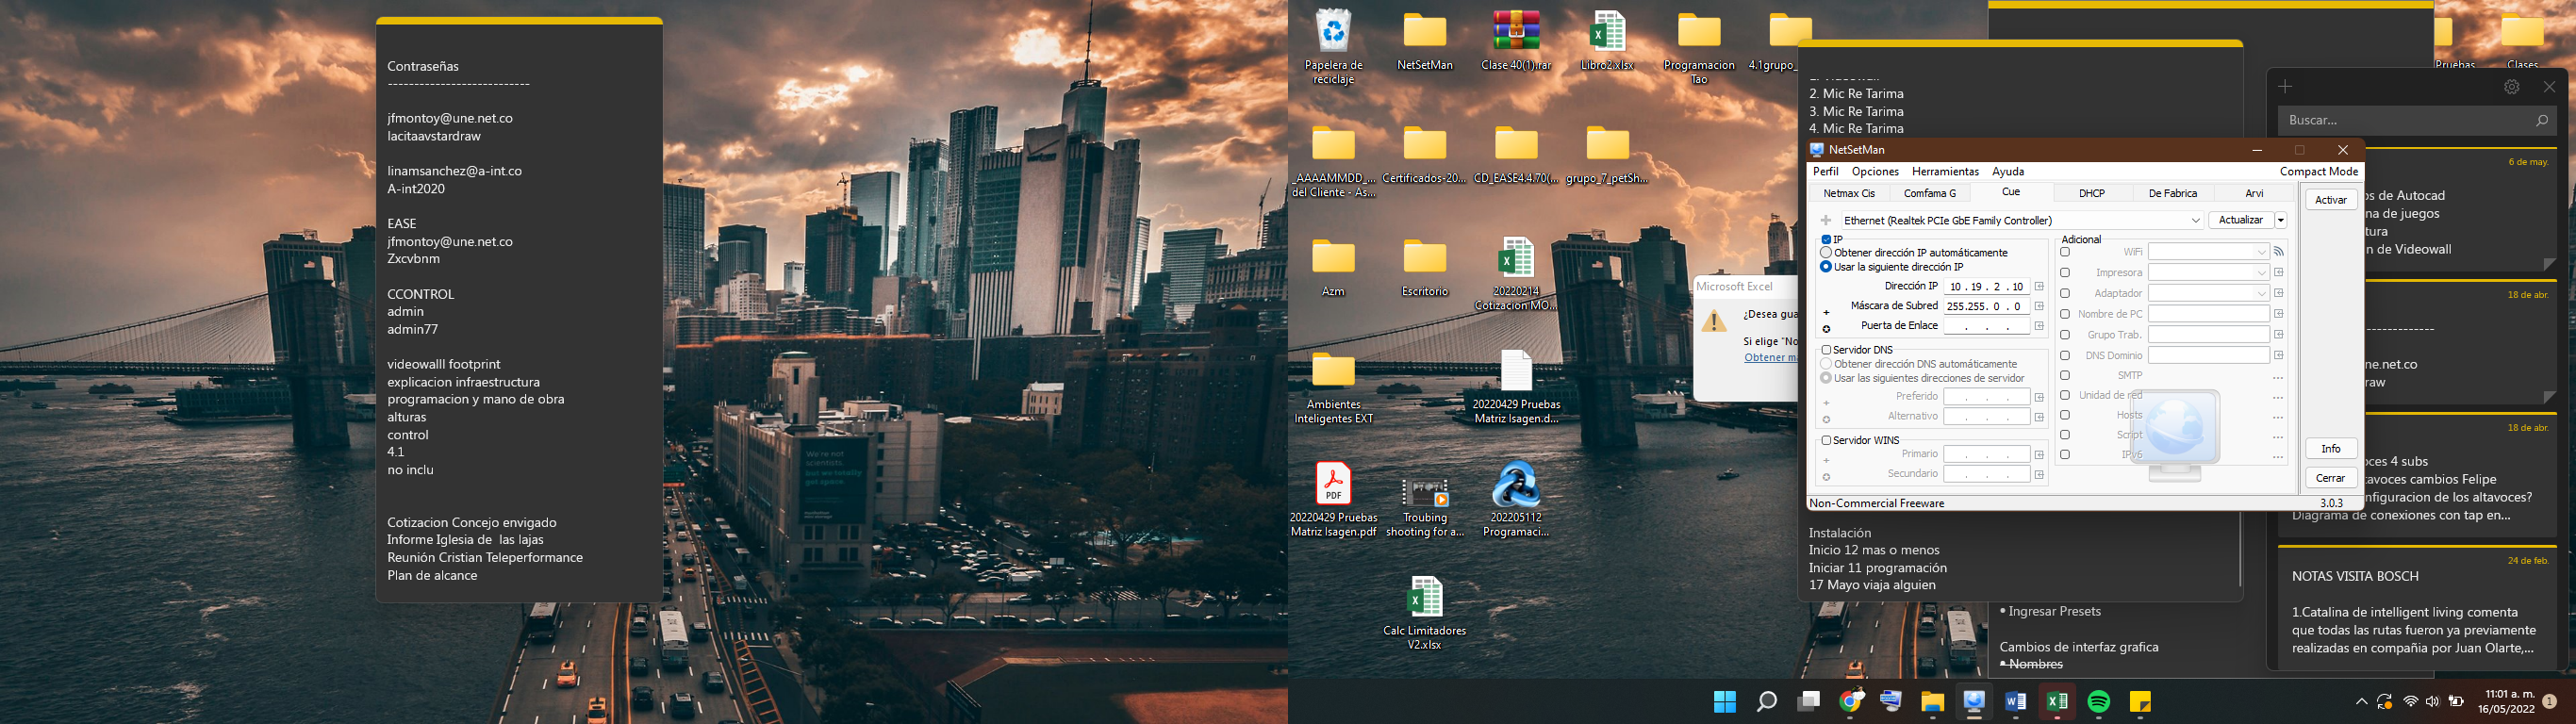 Contraseñas
----------------------------
jfmontoy@une.net.co
lacitaavstardraw
linamsanchez@a-int.co
A-int2020
EASE
jfmontoy@une.net.co
Zxcvbnm
CCONTROL
admin
admin77
videowalll footprint
explicacion infraestructura
programacion y mano de obra
alturas
control
4.1
no inclu
Cotizacion Concejo envigado
Informe Iglesia de  las lajas
Reunión Cristian Teleperformance
Plan de alcance
We're not
scientists,
but we totally
get space
Papelera de
reciclaje
NetSetMan
Clase 40(1).rar
Libro2.xlsx
Programacion
Tao
4.1grupo_
Pruebas
Clases
_AAAAMMDD_...
del Cliente - As...
Certificados-20...
CD_EASE4.4.70(...
grupo_7_petSh...
Azm
Escritorio
20220214
Cotizacion MO...
Ambientes
Inteligentes EXT
20220429 Pruebas
Matriz Isagen.d...
PDF
20220429 Pruebas
Matriz Isagen.pdf
Troubing
shooting for a...
202205112
Programaci...
Calc Limitadores
V2.xlsx
Microsoft Excel
¿Desea gua
Si elige "No
Obtener má
2. Mic Re Tarima
3. Mic Re Tarima
4. Mic Re Tarima
NetSetMan
Perfil Opciones Herramientas Ayuda Compact Mode
Netmax Cis Comfama G Cue DHCP De Fabrica Arvi
Activar
Ethernet (Realtek PCIe GbE Family Controller) Actualizar
IP
Obtener dirección IP automáticamente
Usar la siguiente dirección IP
Dirección IP 10 . 19 . 2 . 10
Máscara de Subred 255.255. 0 . 0
Puerta de Enlace . . .
Servidor DNS
Obtener dirección DNS automáticamente
Usar las siguientes direcciones de servidor
Preferido . . .
Alternativo . . .
Servidor WINS
Primario . . .
Secundario . . .
Adicional
WiFi
Impresora
Adaptador
Nombre de PC
Grupo Trab.
DNS Dominio
SMTP ...
Unidad de red ...
Hosts ...
Script ...
IPv6 ...
Info
Cerrar
Non-Commercial Freeware 3.0.3
Instalación
Inicio 12 mas o menos
Iniciar 11 programación
17 Mayo viaja alguien
• Ingresar Presets
Cambios de interfaz grafica
• Nombres
Buscar...
6 de may.
os de Autocad
na de juegos
tura
n de Videowall
18 de abr.
ne.net.co
raw
18 de abr.
oces 4 subs
tavoces cambios Felipe
nfiguracion de los altavoces?
Diagrama de conexiones con tap en...
24 de feb.
NOTAS VISITA BOSCH
1.Catalina de intelligent living comenta
que todas las rutas fueron ya previamente
realizadas en compañia por Juan Olarte,...
11:01 a. m.
16/05/2022
1